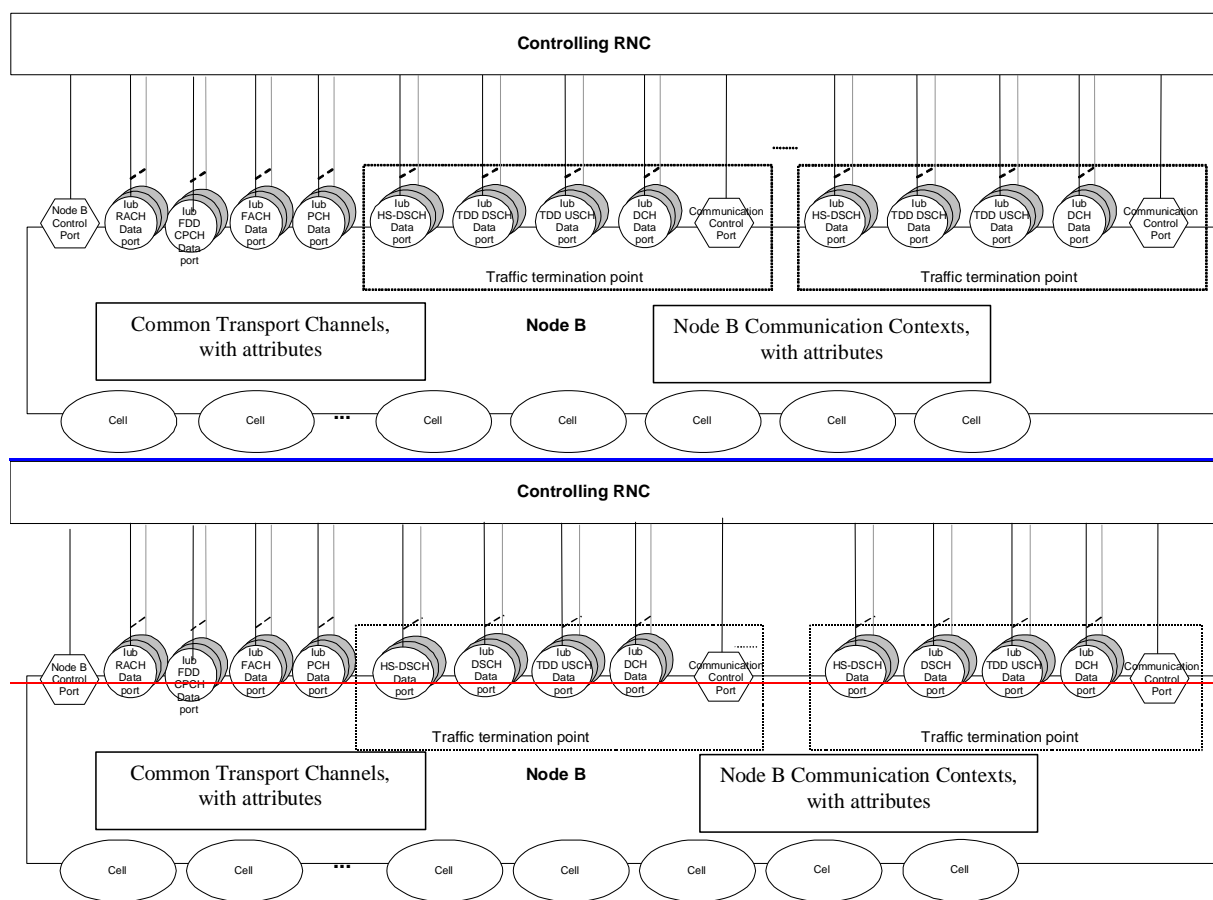 Controlling RNC
Node B
Control
Port
Iub
RACH
Data
port
Iub
FDD
CPCH
Data
port
Iub
FACH
Data
port
Iub
PCH
Data
port
Iub
HS-DSCH
Data
port
Iub
TDD DSCH
Data
port
Iub
TDD USCH
Data
port
Iub
DCH
Data
port
Communication
Control
Port
........
Iub
HS-DSCH
Data
port
Iub
TDD DSCH
Data
port
Iub
TDD USCH
Data
port
Iub
DCH
Data
port
Communication
Control
Port
Traffic termination point
Traffic termination point
Common Transport Channels,
with attributes
Node B
Node B Communication Contexts,
with attributes
Cell
Cell
...
Cell
Cell
Cell
Cell
Cell
Controlling RNC
Node B
Control
Port
Iub
RACH
Data
port
Iub
FDD
CPCH
Data
port
Iub
FACH
Data
port
Iub
PCH
Data
port
HS-DSCH
Data
port
Iub
DSCH
Data
port
Iub
TDD USCH
Data
port
Iub
DCH
Data
port
Communication
Control
Port
........
HS-DSCH
Data
port
Iub
DSCH
Data
port
Iub
TDD USCH
Data
port
Iub
DCH
Data
port
Communication
Control
Port
Traffic termination point
Traffic termination point
Common Transport Channels,
with attributes
Node B
Node B Communication Contexts,
with attributes
Cell
Cell
...
Cell
Cell
Cell
Cel
Cell